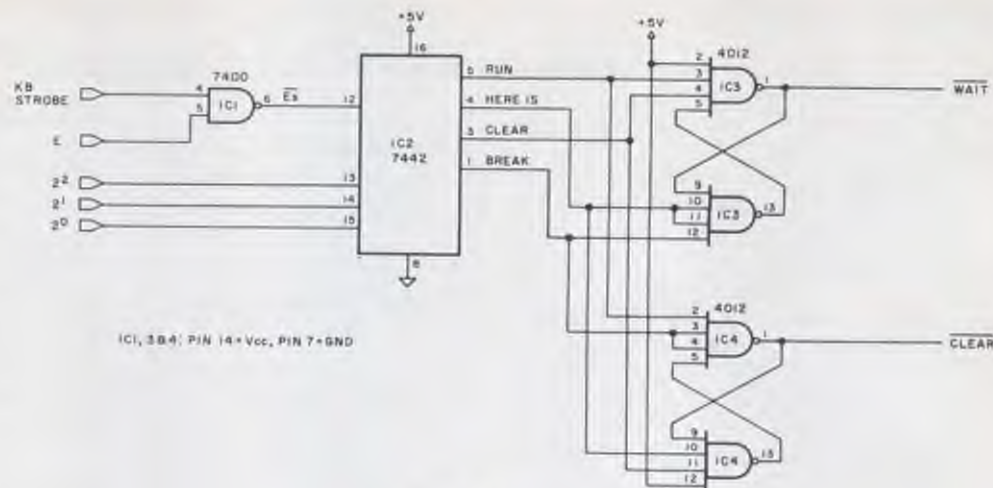 +5V
+5V
16
4012
KB STROBE
7400
4
5
IC1
6
Es
12
5 RUN
2
3
4
5
IC3
1
WAIT
4 HERE IS
E
IC2
7442
3 CLEAR
1 BREAK
2²
13
9
10
11
12
IC3
13
2¹
14
2⁰
15
8
4012
IC1, 3&4: PIN 14=Vcc, PIN 7=GND
2
3
4
5
IC4
1
CLEAR
9
10
11
12
IC4
13